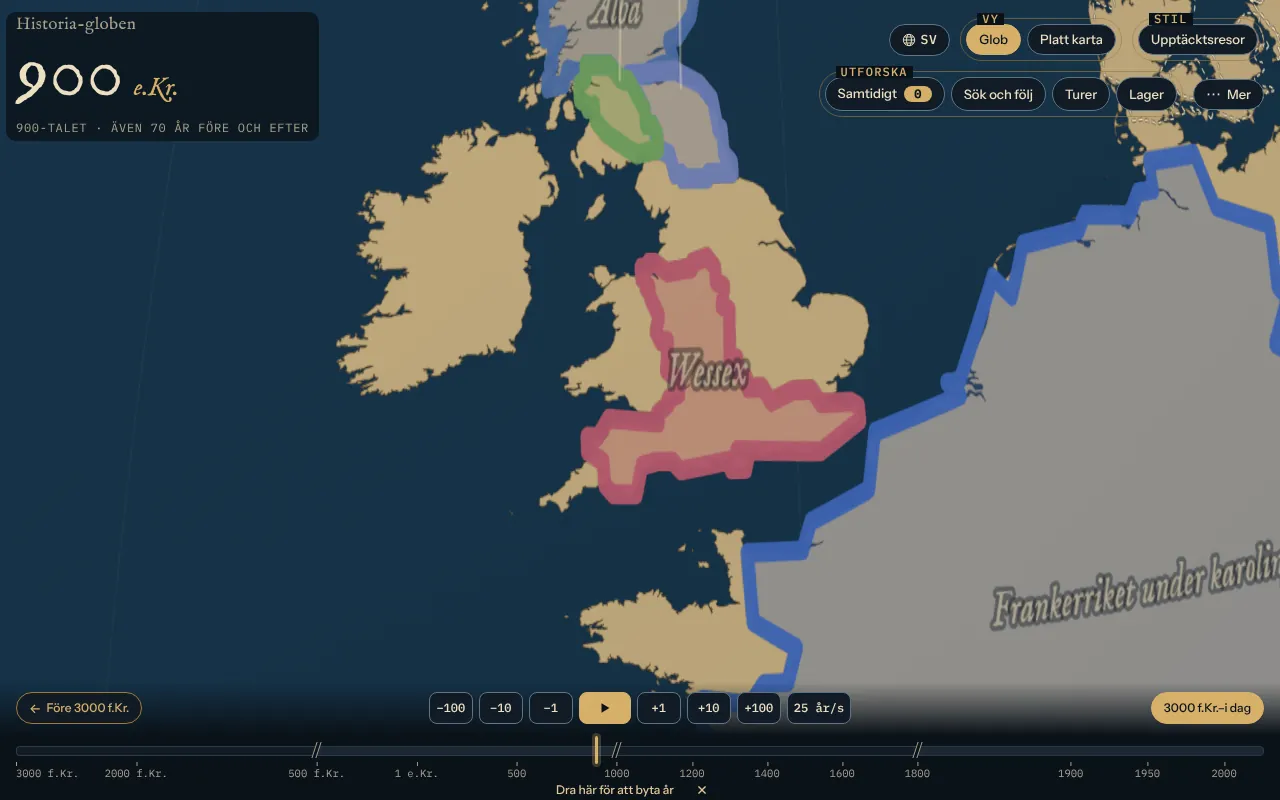 Historia-globen
900 e.Kr.
900-TALET · ÄVEN 70 ÅR FÖRE OCH EFTER
SV
VY
Glob
Platt karta
STIL
Upptäcktsresor
UTFORSKA
Samtidigt 0
Sök och följ
Turer
Lager
··· Mer
Alba
Wessex
Frankerriket under karolin
← Före 3000 f.Kr.
−100
−10
−1
+1
+10
+100
25 år/s
3000 f.Kr.–i dag
3000 f.Kr.
2000 f.Kr.
500 f.Kr.
1 e.Kr.
500
1000
1200
1400
1600
1800
1900
1950
2000
Dra här för att byta år ×